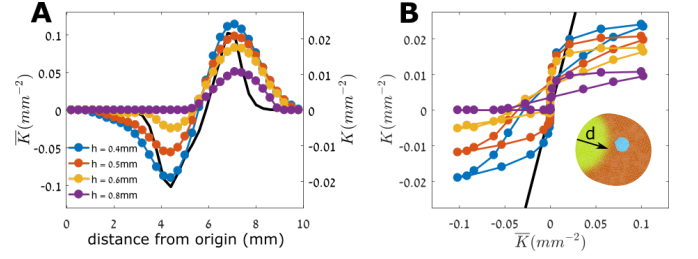 A
B
0.1
0.05
0
-0.05
-0.1
K̅ (mm⁻²)
0.02
0.01
0
-0.01
-0.02
K(mm⁻²)
h = 0.4mm
h = 0.5mm
h = 0.6mm
h = 0.8mm
0 2 4 6 8 10
distance from origin (mm)
0.02
0.01
0
-0.01
-0.02
K(mm⁻²)
d
-0.1 -0.05 0 0.05 0.1
K̅(mm⁻²)